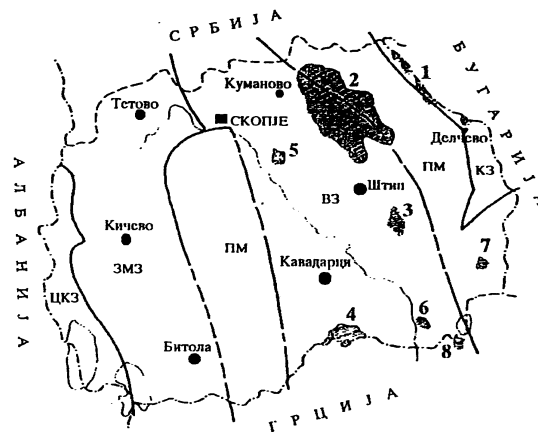 СРБИЈА
БУГАРИЈА
АЛБАНИЈА
ГРЦИЈА
1
Куманово
2
Тетово
СКОПЈЕ
Делчево
5
ПМ
КЗ
ВЗ
Штип
3
Кичево
ЗМЗ
ПМ
7
Кавадарци
ЦКЗ
4
6
8
Битола